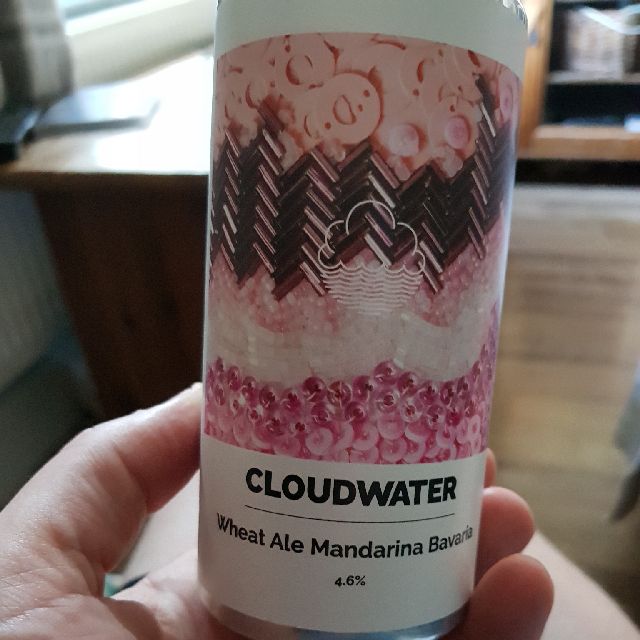 CLOUDWATER
Wheat Ale Mandarina Bavaria
4.6%